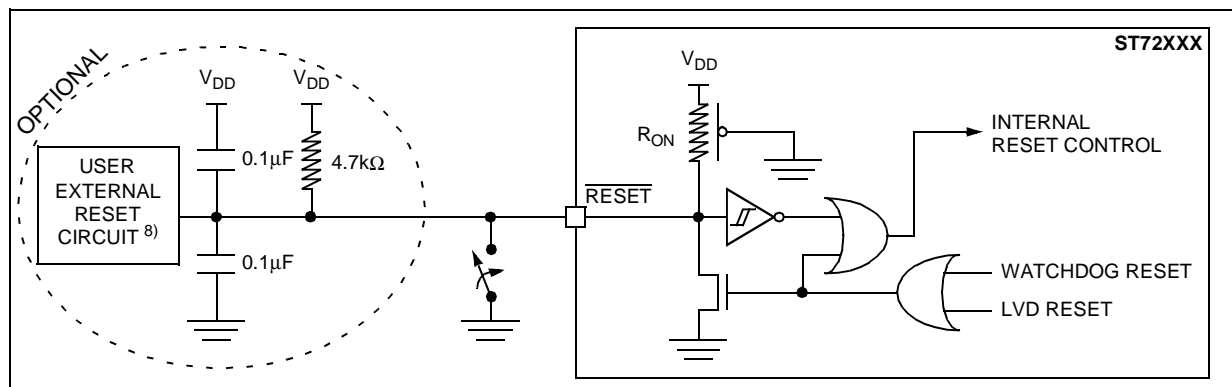 ST72XXX
OPTIONAL
V_DD
V_DD
V_DD
0.1µF
4.7kΩ
R_ON
USER
EXTERNAL
RESET
CIRCUIT 8)
0.1µF
RESET
INTERNAL
RESET CONTROL
WATCHDOG RESET
LVD RESET